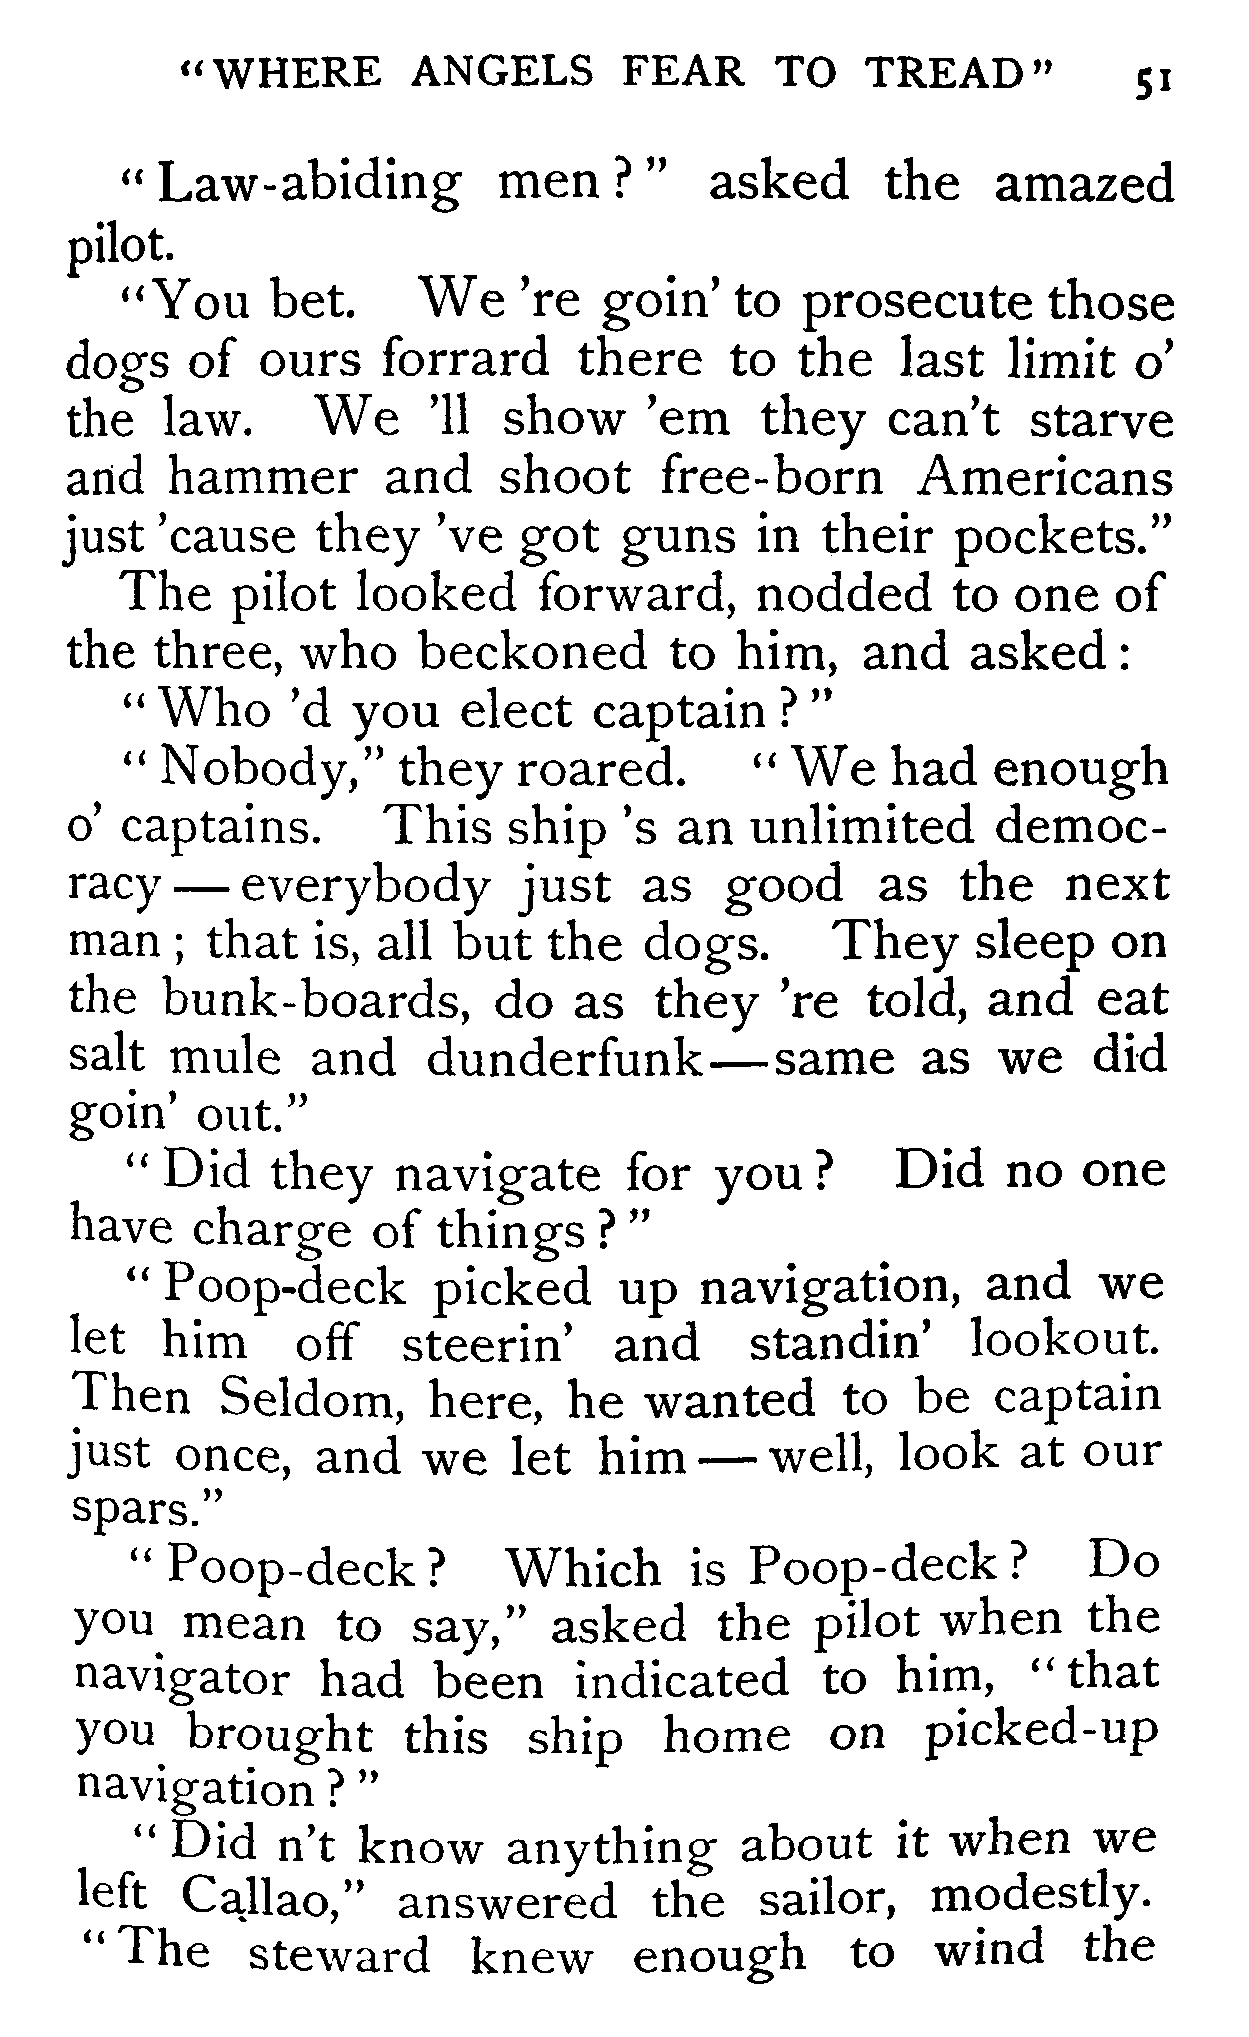 "WHERE ANGELS FEAR TO TREAD" 51
"Law-abiding men?" asked the amazed
pilot.
"You bet. We 're goin' to prosecute those
dogs of ours forrard there to the last limit o'
the law. We 'll show 'em they can't starve
and hammer and shoot free-born Americans
just 'cause they 've got guns in their pockets."
The pilot looked forward, nodded to one of
the three, who beckoned to him, and asked:
"Who 'd you elect captain?"
"Nobody," they roared. "We had enough
o' captains. This ship 's an unlimited democ-
racy — everybody just as good as the next
man; that is, all but the dogs. They sleep on
the bunk-boards, do as they 're told, and eat
salt mule and dunderfunk—same as we did
goin' out."
"Did they navigate for you? Did no one
have charge of things?"
"Poop-deck picked up navigation, and we
let him off steerin' and standin' lookout.
Then Seldom, here, he wanted to be captain
just once, and we let him — well, look at our
spars."
"Poop-deck? Which is Poop-deck? Do
you mean to say," asked the pilot when the
navigator had been indicated to him, "that
you brought this ship home on picked-up
navigation?"
"Did n't know anything about it when we
left Callao," answered the sailor, modestly.
"The steward knew enough to wind the